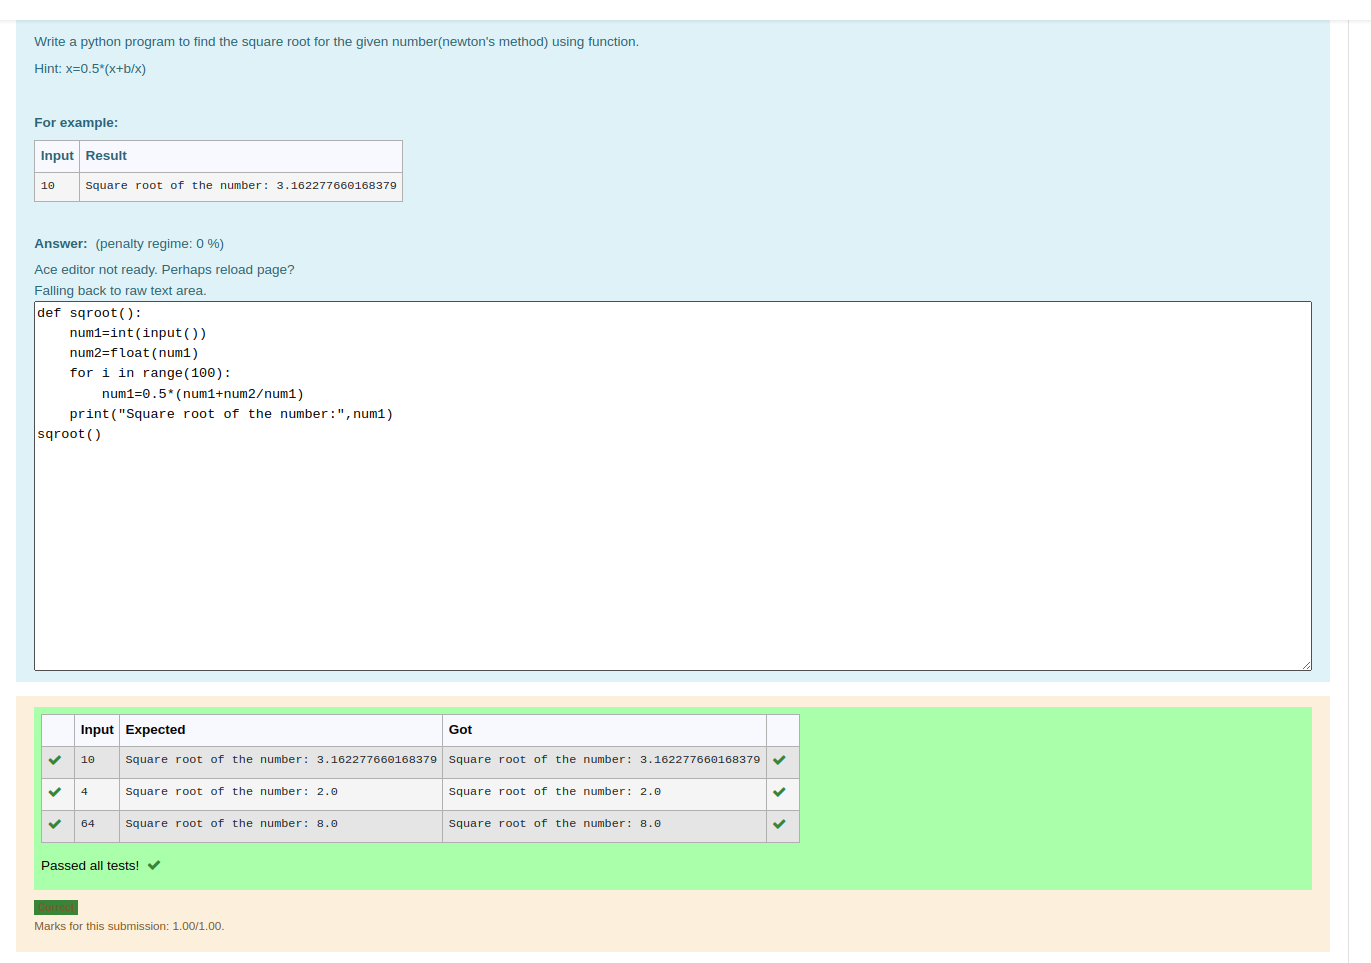 Write a python program to find the square root for the given number(newton's method) using function.
Hint: x=0.5*(x+b/x)
For example:
Input Result
10 Square root of the number: 3.162277660168379
Answer: (penalty regime: 0 %)
Ace editor not ready. Perhaps reload page?
Falling back to raw text area.
def sqroot():
    num1=int(input())
    num2=float(num1)
    for i in range(100):
        num1=0.5*(num1+num2/num1)
    print("Square root of the number:",num1)
sqroot()
Input Expected Got
10 Square root of the number: 3.162277660168379 Square root of the number: 3.162277660168379
4 Square root of the number: 2.0 Square root of the number: 2.0
64 Square root of the number: 8.0 Square root of the number: 8.0
Passed all tests!
Marks for this submission: 1.00/1.00.